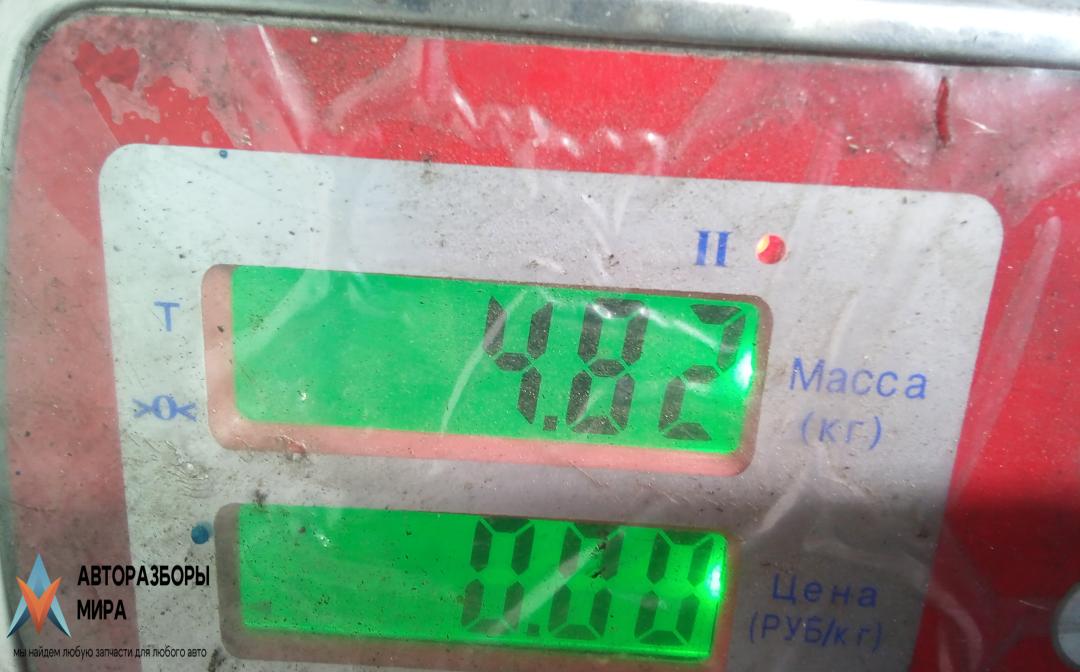 II
T
4.82
>0<
Масса
(кг)
0.00
Цена
(РУБ/кг)
АВТОРАЗБОРЫ
МИРА
мы найдем любую запчасти для любого авто